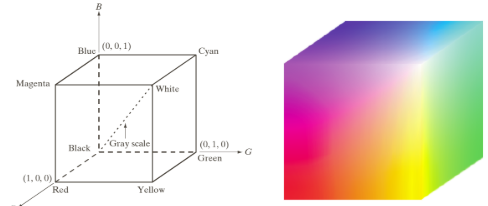 B
Blue (0, 0, 1) Cyan
Magenta White
Black Gray scale
(0, 1, 0) G
Green
(1, 0, 0)
Red Yellow